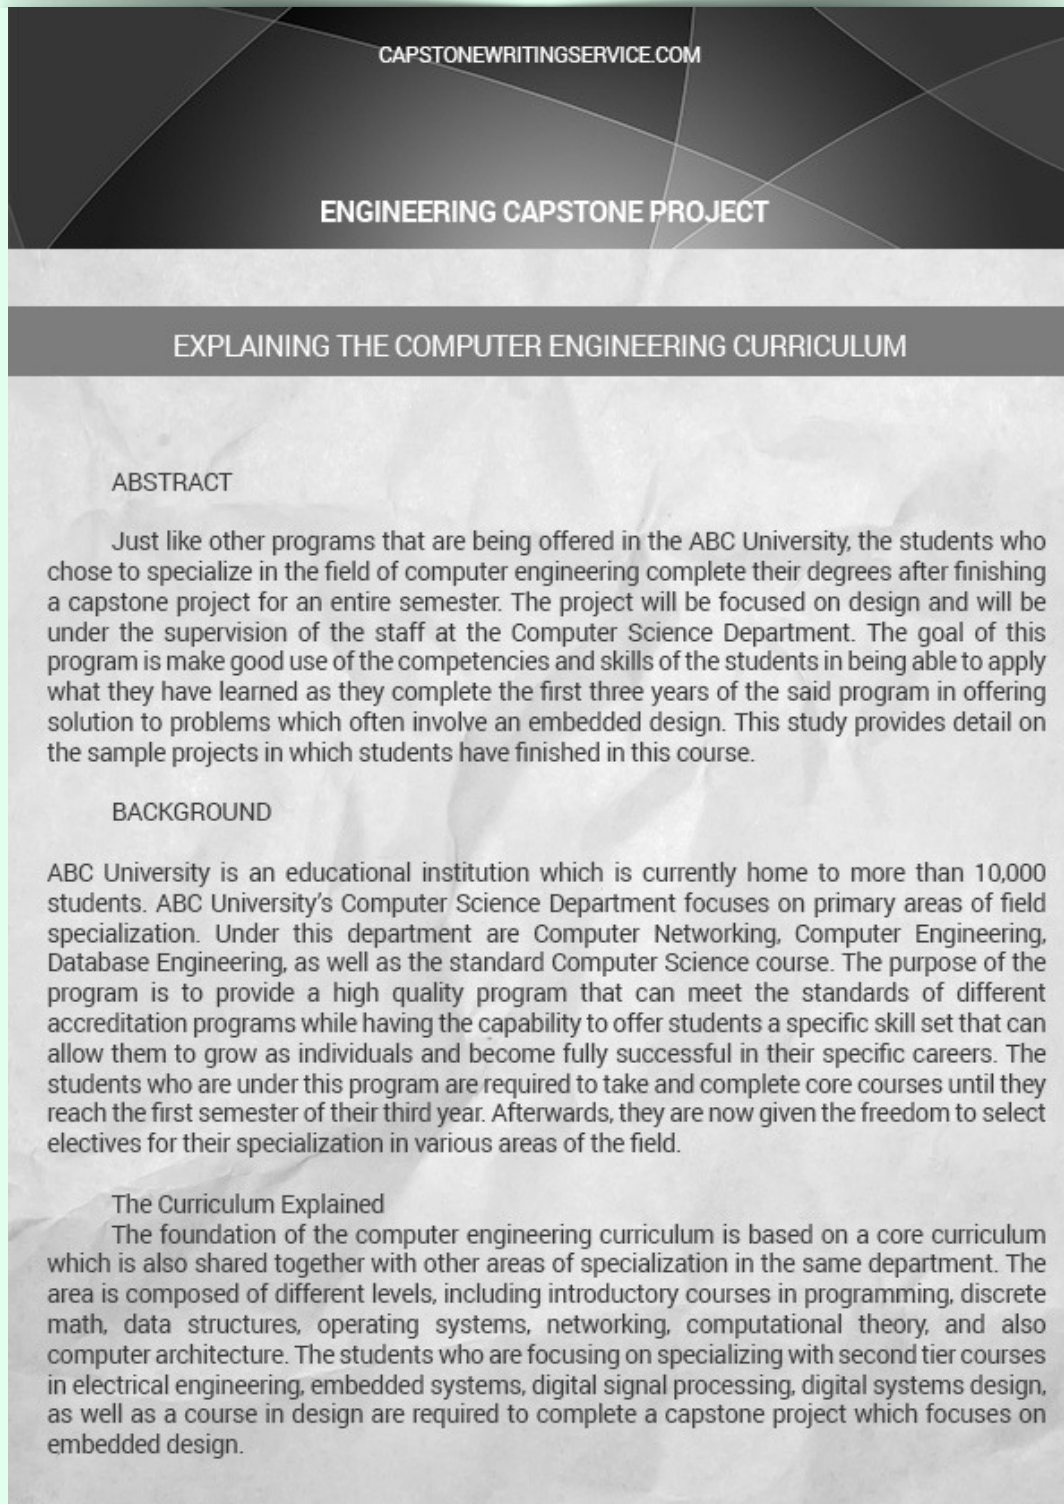 CAPSTONEWRITINGSERVICE.COM
ENGINEERING CAPSTONE PROJECT
EXPLAINING THE COMPUTER ENGINEERING CURRICULUM
ABSTRACT
Just like other programs that are being offered in the ABC University, the students who
chose to specialize in the field of computer engineering complete their degrees after finishing
a capstone project for an entire semester. The project will be focused on design and will be
under the supervision of the staff at the Computer Science Department. The goal of this
program is make good use of the competencies and skills of the students in being able to apply
what they have learned as they complete the first three years of the said program in offering
solution to problems which often involve an embedded design. This study provides detail on
the sample projects in which students have finished in this course.
BACKGROUND
ABC University is an educational institution which is currently home to more than 10,000
students. ABC University's Computer Science Department focuses on primary areas of field
specialization. Under this department are Computer Networking, Computer Engineering,
Database Engineering, as well as the standard Computer Science course. The purpose of the
program is to provide a high quality program that can meet the standards of different
accreditation programs while having the capability to offer students a specific skill set that can
allow them to grow as individuals and become fully successful in their specific careers. The
students who are under this program are required to take and complete core courses until they
reach the first semester of their third year. Afterwards, they are now given the freedom to select
electives for their specialization in various areas of the field.
The Curriculum Explained
The foundation of the computer engineering curriculum is based on a core curriculum
which is also shared together with other areas of specialization in the same department. The
area is composed of different levels, including introductory courses in programming, discrete
math, data structures, operating systems, networking, computational theory, and also
computer architecture. The students who are focusing on specializing with second tier courses
in electrical engineering, embedded systems, digital signal processing, digital systems design,
as well as a course in design are required to complete a capstone project which focuses on
embedded design.